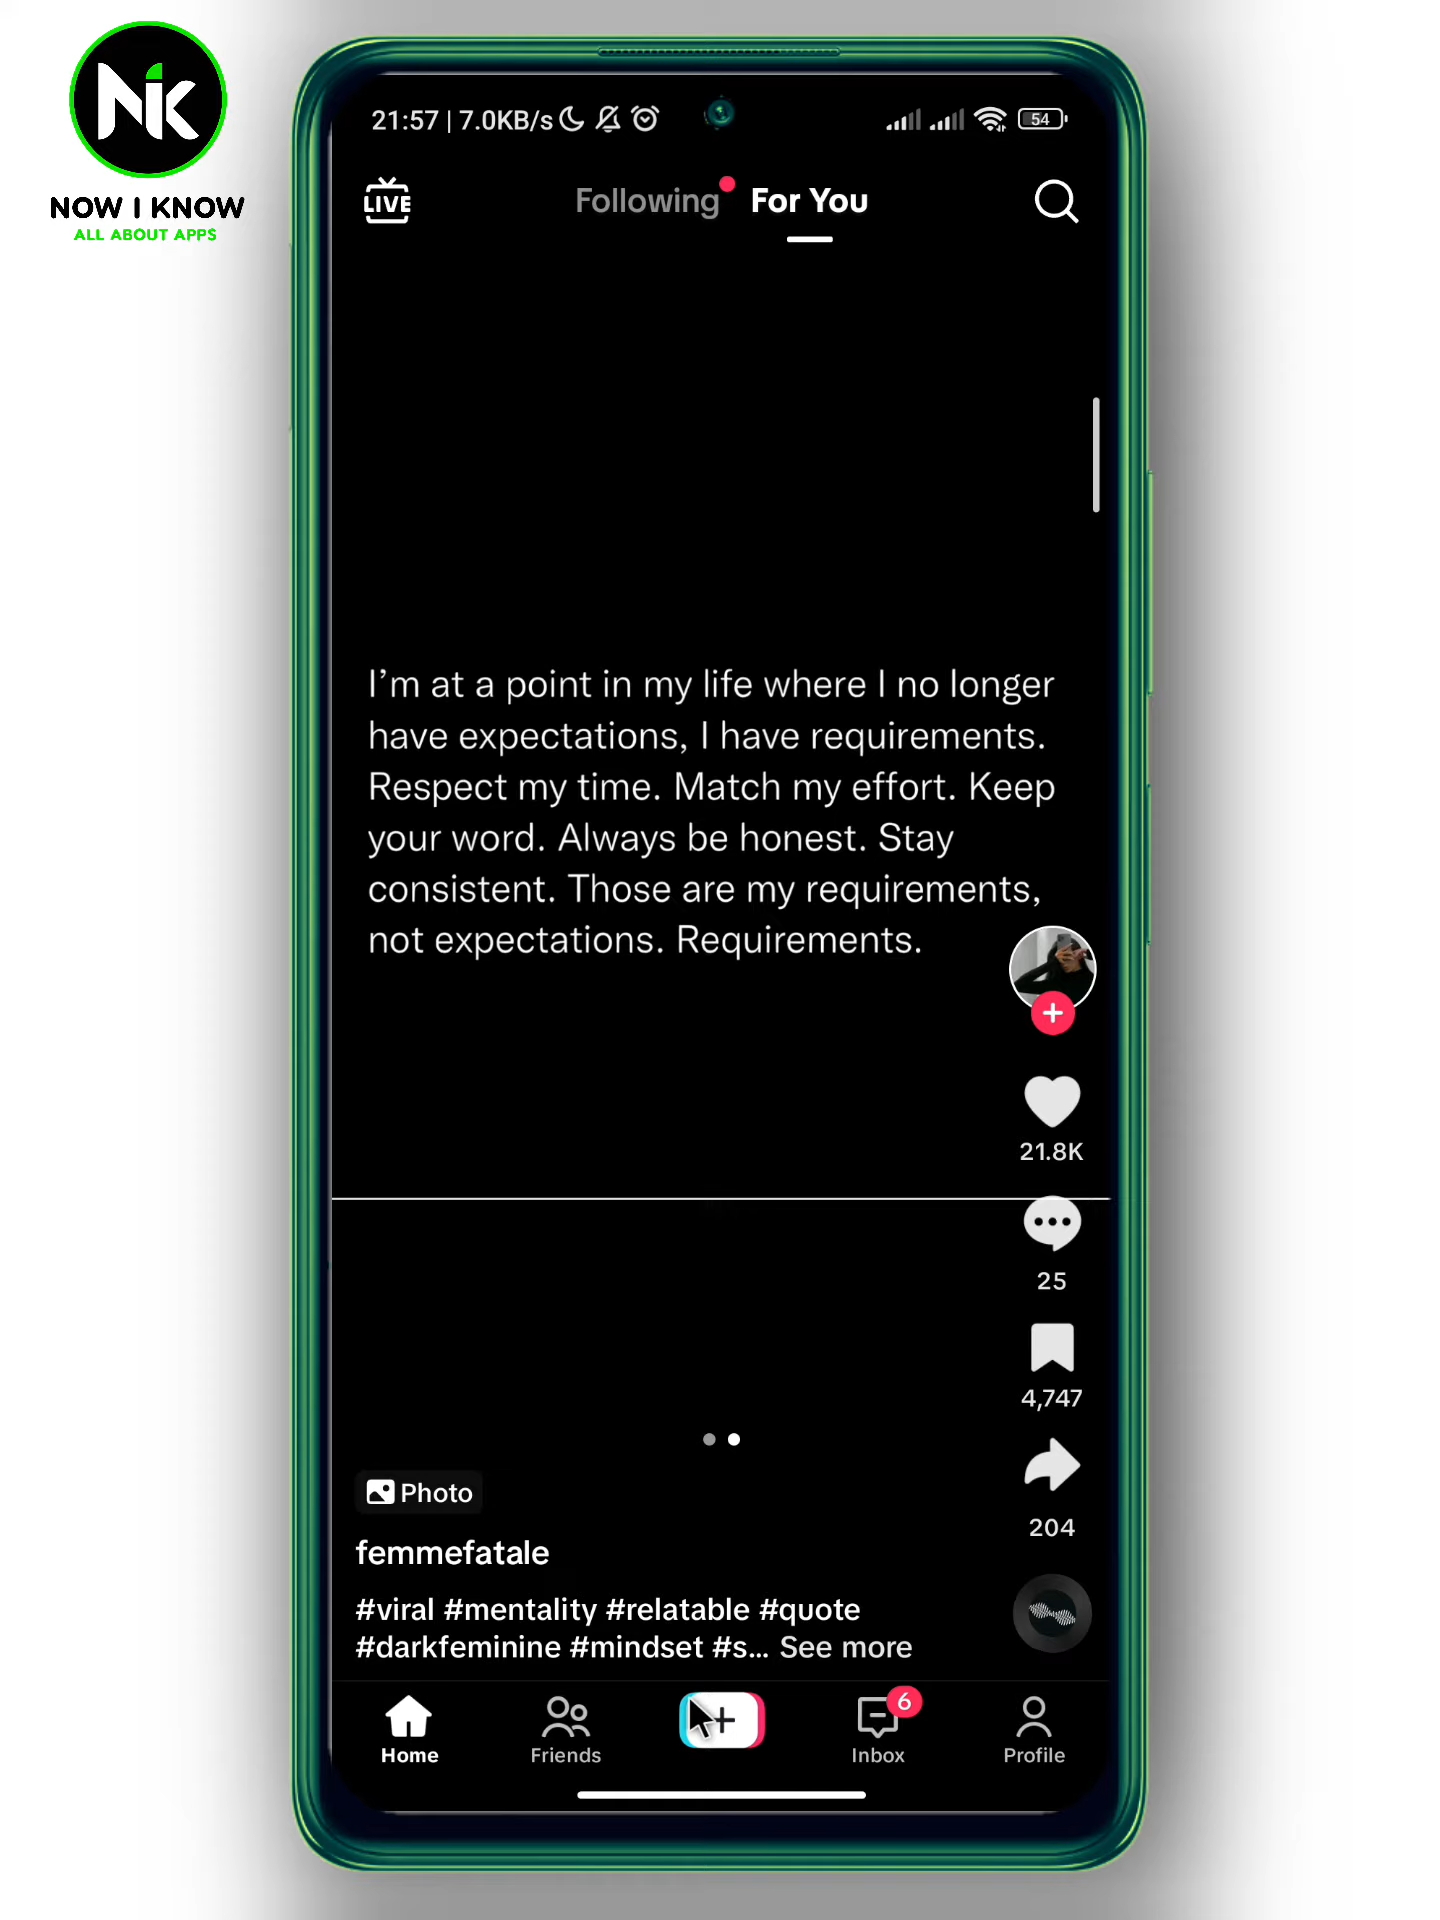 NiK
NOW I KNOW
ALL ABOUT APPS
21:57 | 7.0KB/s
54
LIVE
Following
For You
I’m at a point in my life where I no longer
have expectations, I have requirements.
Respect my time. Match my effort. Keep
your word. Always be honest. Stay
consistent. Those are my requirements,
not expectations. Requirements.
21.8K
25
4,747
204
Photo
femmefatale
#viral #mentality #relatable #quote
#darkfeminine #mindset #s... See more
Home
Friends
6
Inbox
Profile